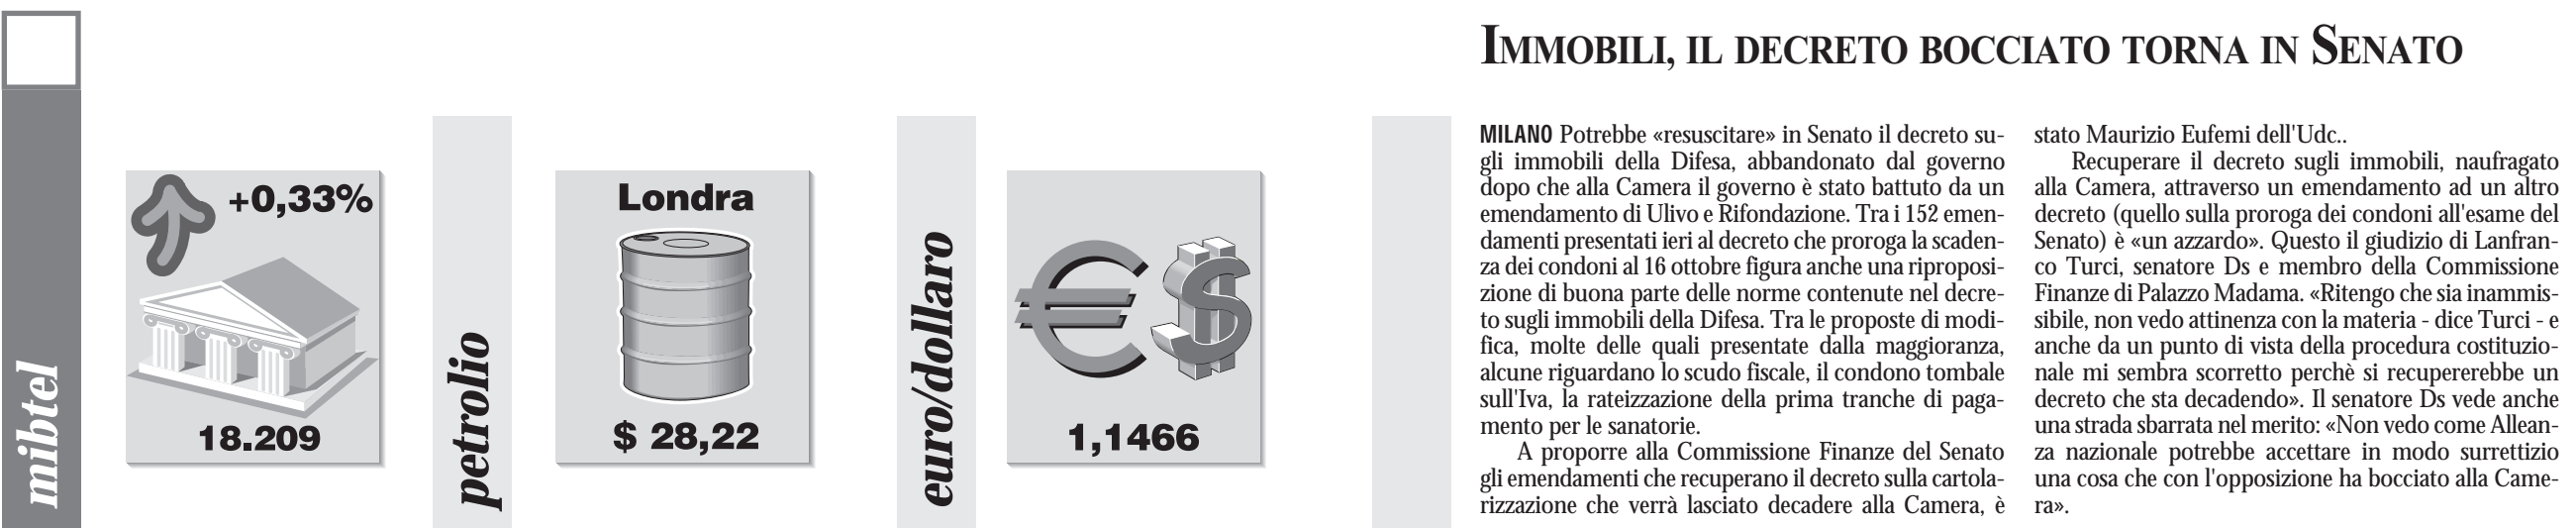 mibtel
+0,33%
18.209
petrolio
Londra
$ 28,22
euro/dollaro
€ $
1,1466
IMMOBILI, IL DECRETO BOCCIATO TORNA IN SENATO
MILANO Potrebbe «resuscitare» in Senato il decreto su-
gli immobili della Difesa, abbandonato dal governo
dopo che alla Camera il governo è stato battuto da un
emendamento di Ulivo e Rifondazione. Tra i 152 emen-
damenti presentati ieri al decreto che proroga la scaden-
za dei condoni al 16 ottobre figura anche una riproposi-
zione di buona parte delle norme contenute nel decre-
to sugli immobili della Difesa. Tra le proposte di modi-
fica, molte delle quali presentate dalla maggioranza,
alcune riguardano lo scudo fiscale, il condono tombale
sull'Iva, la rateizzazione della prima tranche di paga-
mento per le sanatorie.
A proporre alla Commissione Finanze del Senato
gli emendamenti che recuperano il decreto sulla cartola-
rizzazione che verrà lasciato decadere alla Camera, è
stato Maurizio Eufemi dell'Udc..
Recuperare il decreto sugli immobili, naufragato
alla Camera, attraverso un emendamento ad un altro
decreto (quello sulla proroga dei condoni all'esame del
Senato) è «un azzardo». Questo il giudizio di Lanfran-
co Turci, senatore Ds e membro della Commissione
Finanze di Palazzo Madama. «Ritengo che sia inammis-
sibile, non vedo attinenza con la materia - dice Turci - e
anche da un punto di vista della procedura costituzio-
nale mi sembra scorretto perchè si recupererebbe un
decreto che sta decadendo». Il senatore Ds vede anche
una strada sbarrata nel merito: «Non vedo come Allean-
za nazionale potrebbe accettare in modo surrettizio
una cosa che con l'opposizione ha bocciato alla Came-
ra».